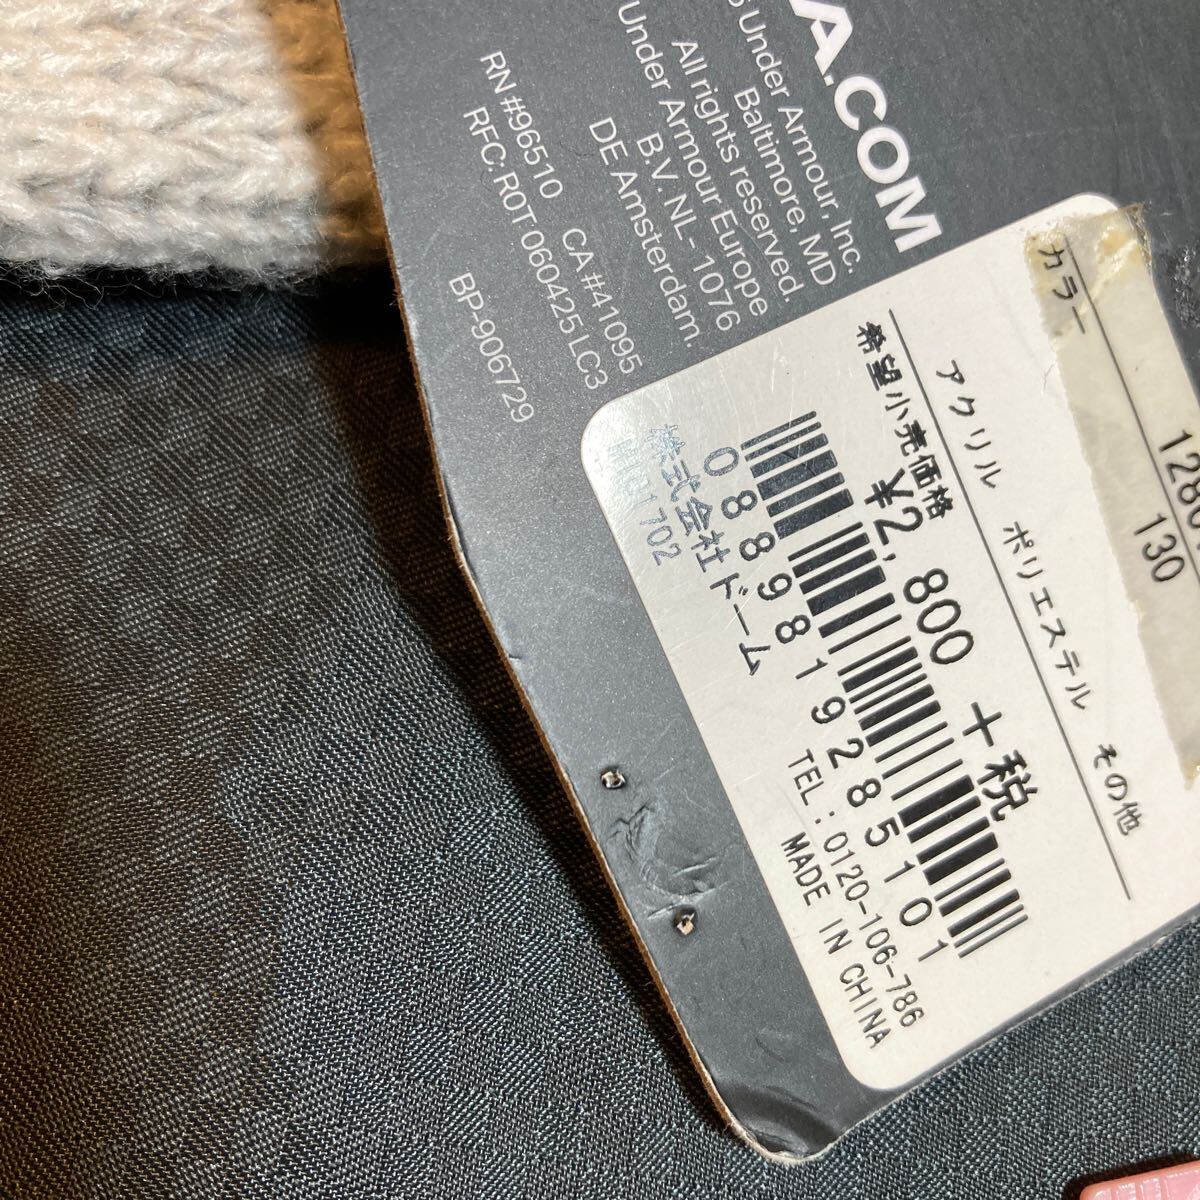 A.COM
Under Armour, Inc.
Baltimore, MD
All rights reserved.
Under Armour Europe
B.V. NL- 1076
DE Amsterdam.
RN #96510 CA #41095
RFC: R0T 060425 LC3
BP-906729
カラー
130
アクリル ポリエステル その他
希望小売価格
¥2,800 +税
0888981928510 1
株式会社ドーム
TEL:0120-106-786
MADE IN CHINA